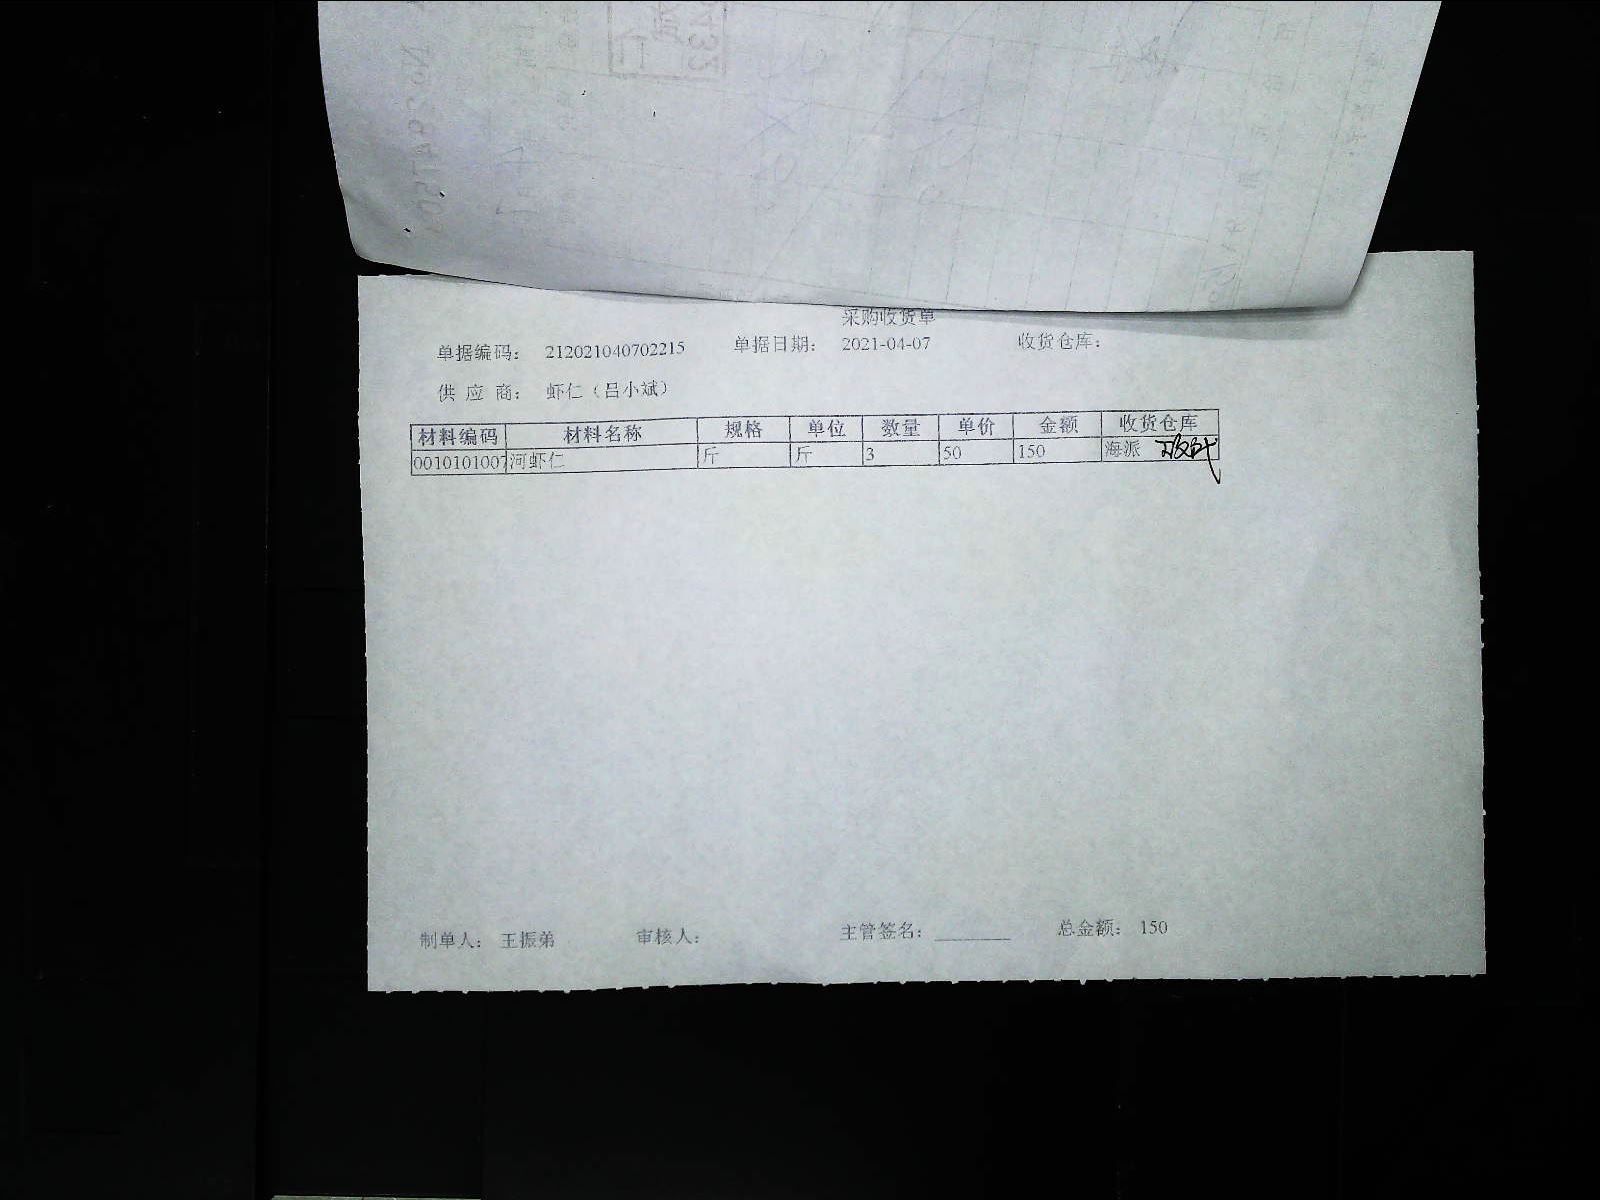 采购收货单
单据编码： 212021040702215 单据日期： 2021-04-07 收货仓库：
供 应 商： 虾仁（吕小斌）
材料编码 材料名称 规格 单位 数量 单价 金额 收货仓库
0010101007 河虾仁 斤 斤 3 50 150 海派
制单人： 王振弟 审核人： 主管签名： ________ 总金额： 150